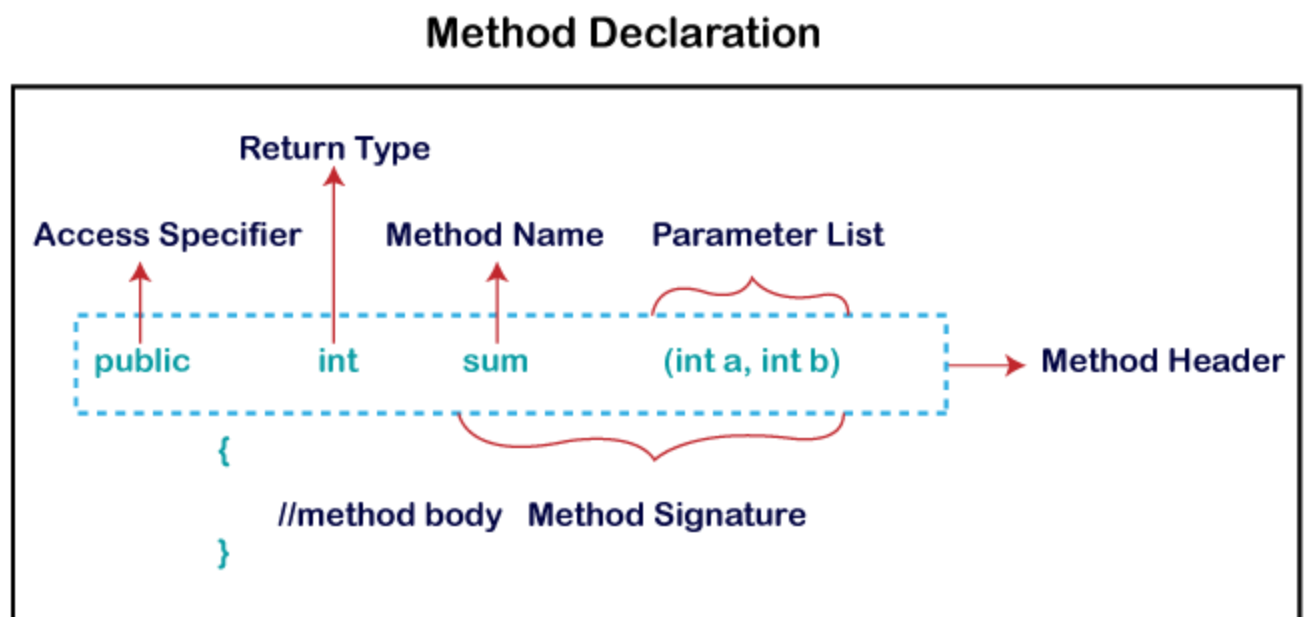 Method Declaration
Return Type
Access Specifier Method Name Parameter List
public int sum (int a, int b) Method Header
{
//method body Method Signature
}